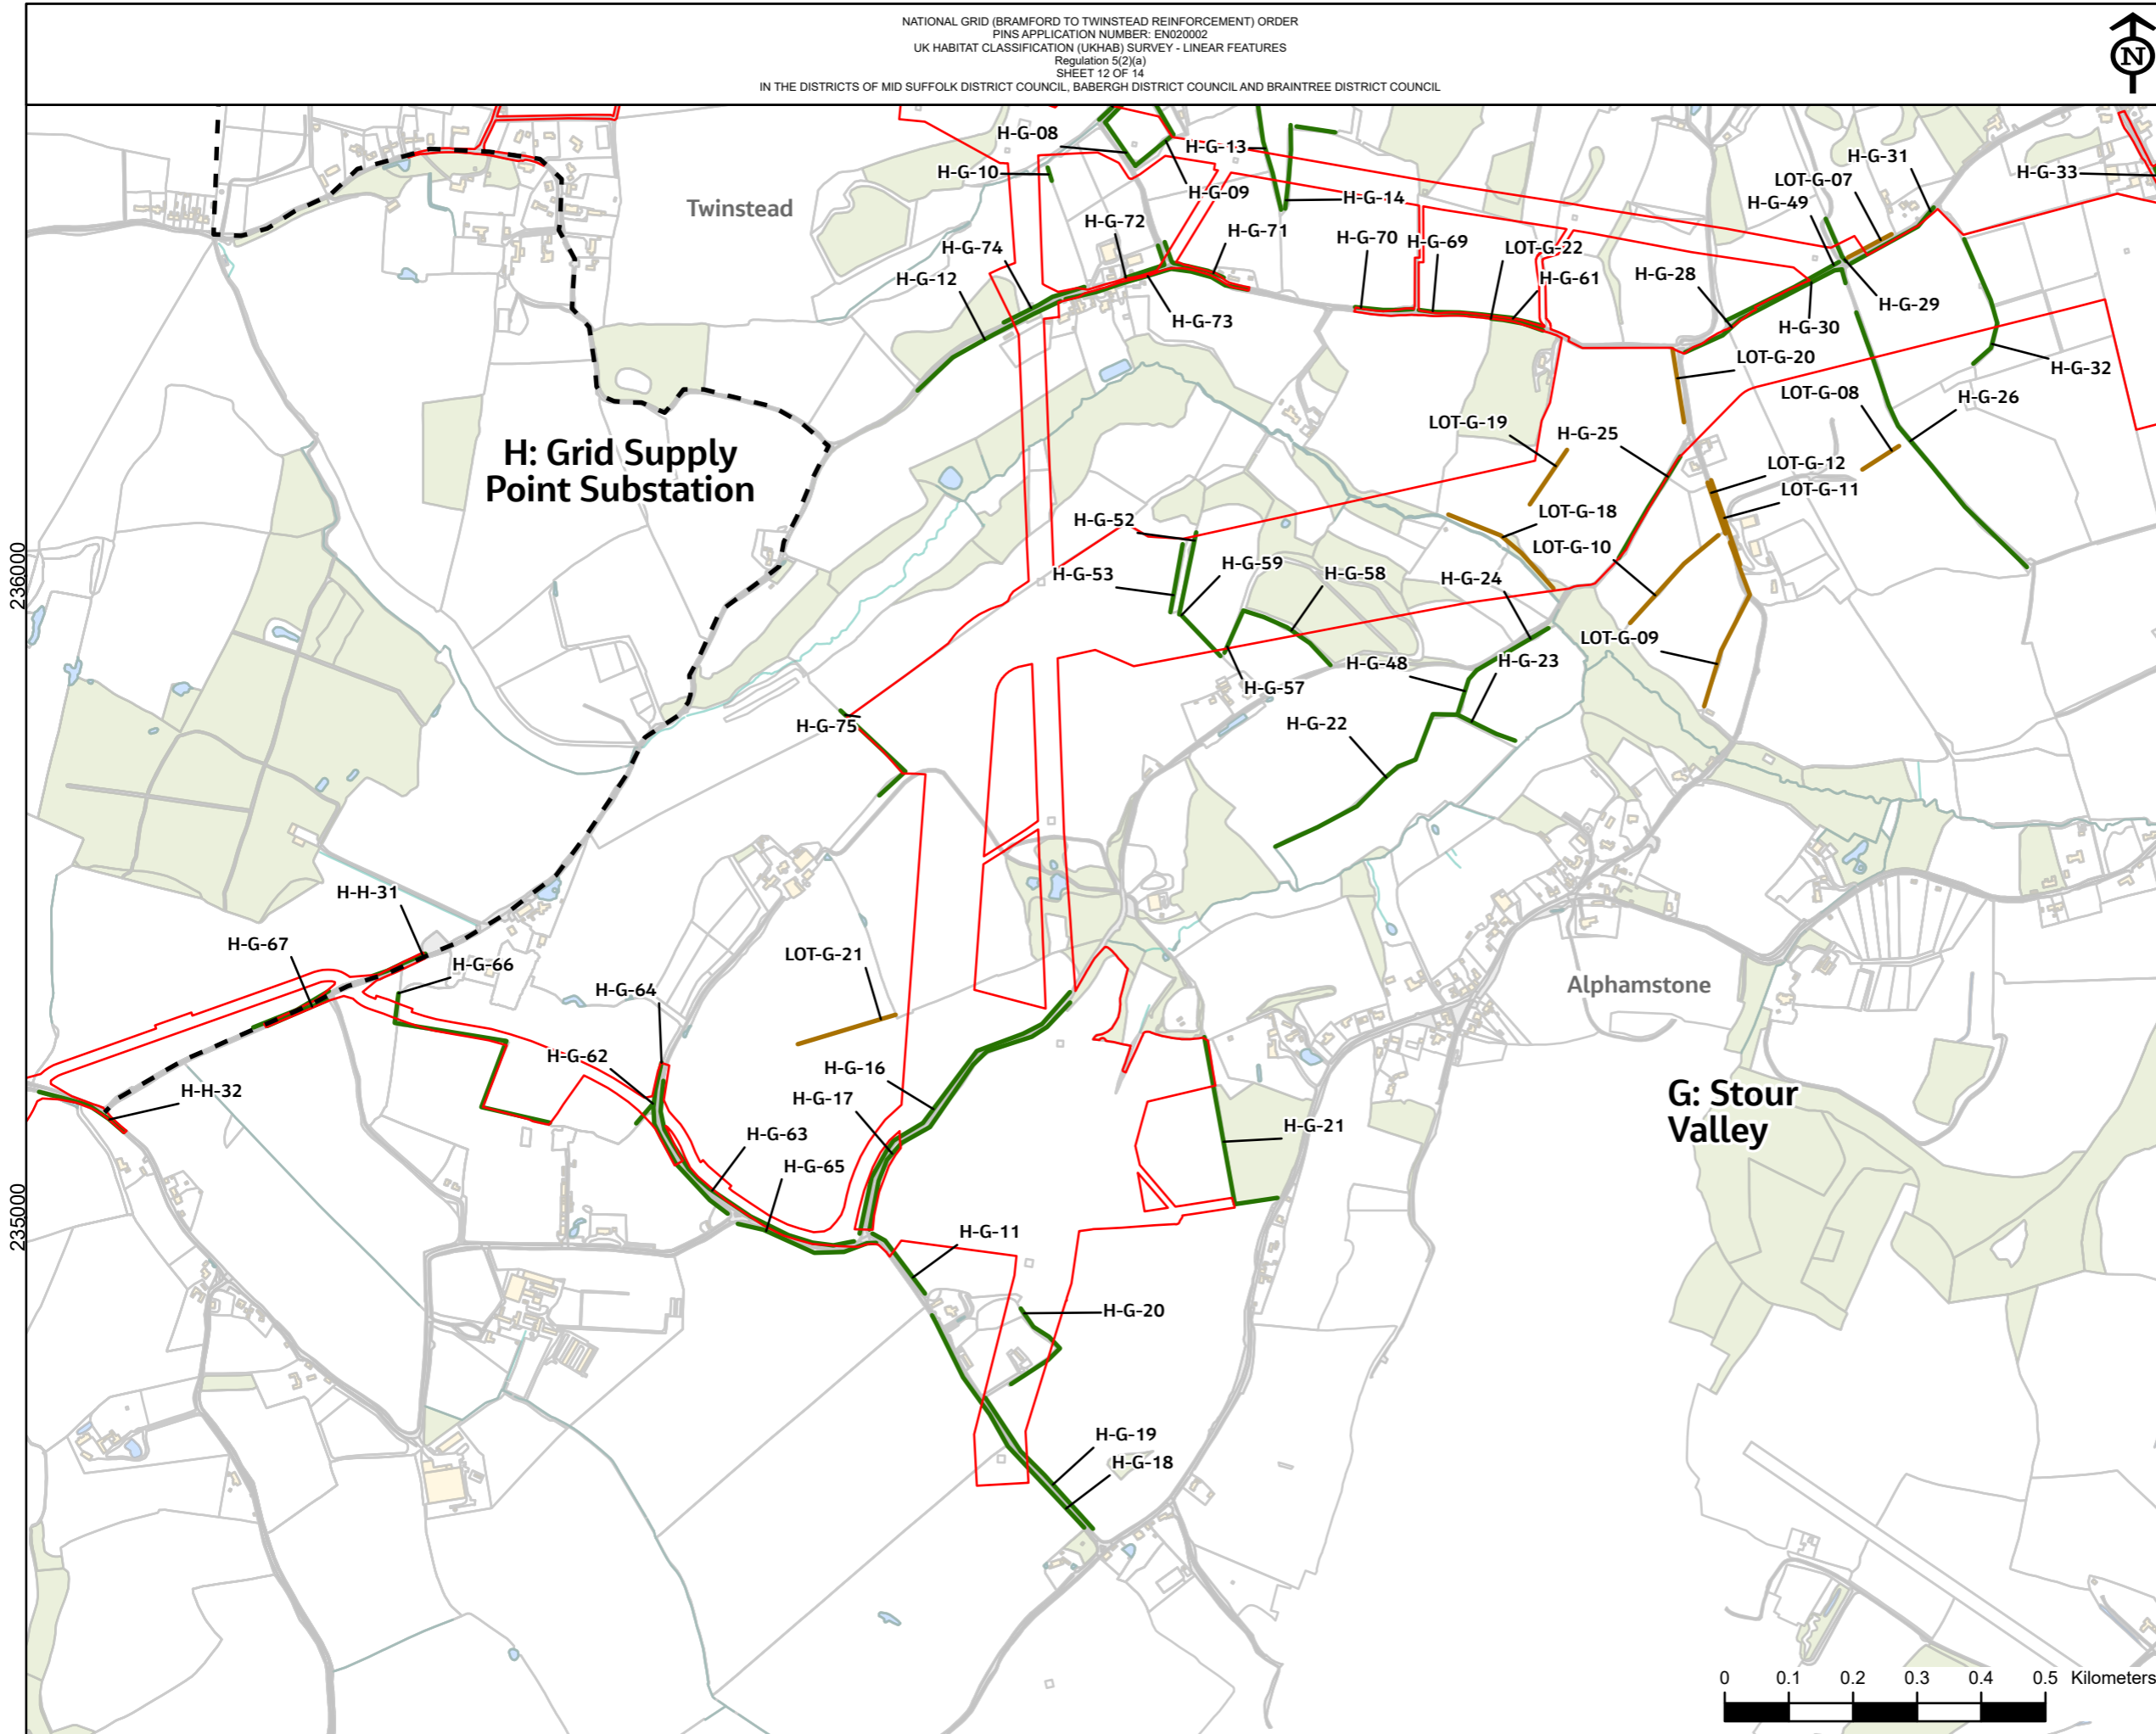 NATIONAL GRID (BRAMFORD TO TWINSTEAD REINFORCEMENT) ORDER
PINS APPLICATION NUMBER: EN020002
UK HABITAT CLASSIFICATION (UKHAB) SURVEY - LINEAR FEATURES
Regulation 5(2)(a)
SHEET 12 OF 14
IN THE DISTRICTS OF MID SUFFOLK DISTRICT COUNCIL, BABERGH DISTRICT COUNCIL AND BRAINTREE DISTRICT COUNCIL
N
H-G-08
H-G-13
H-G-10
H-G-09
H-G-14
H-G-31
LOT-G-07
H-G-33
H-G-49
Twinstead
H-G-72
H-G-71
H-G-74
H-G-70
H-G-69
LOT-G-22
H-G-12
H-G-61
H-G-28
H-G-29
H-G-73
H-G-30
LOT-G-20
H-G-32
LOT-G-08
H-G-26
LOT-G-19
H-G-25
H: Grid Supply
Point Substation
LOT-G-12
LOT-G-11
H-G-52
LOT-G-18
LOT-G-10
H-G-53
H-G-59
H-G-58
H-G-24
236000
LOT-G-09
H-G-48
H-G-23
H-G-57
H-G-75
H-G-22
H-H-31
H-G-67
H-G-66
LOT-G-21
H-G-64
Alphamstone
H-G-62
H-G-16
H-H-32
H-G-17
G: Stour
Valley
H-G-63
H-G-65
H-G-21
235000
H-G-11
H-G-20
H-G-19
H-G-18
0 0.1 0.2 0.3 0.4 0.5 Kilometers